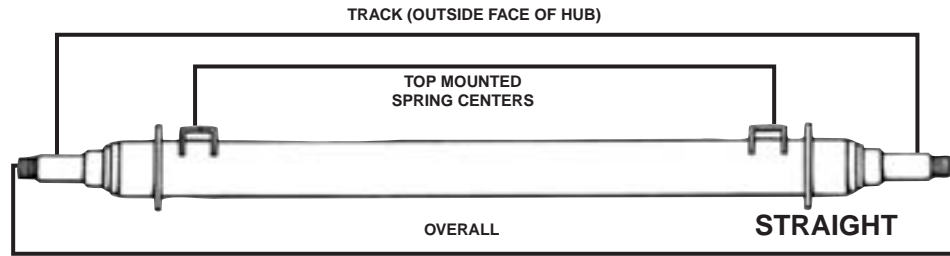 TRACK (OUTSIDE FACE OF HUB)
TOP MOUNTED
SPRING CENTERS
OVERALL
STRAIGHT